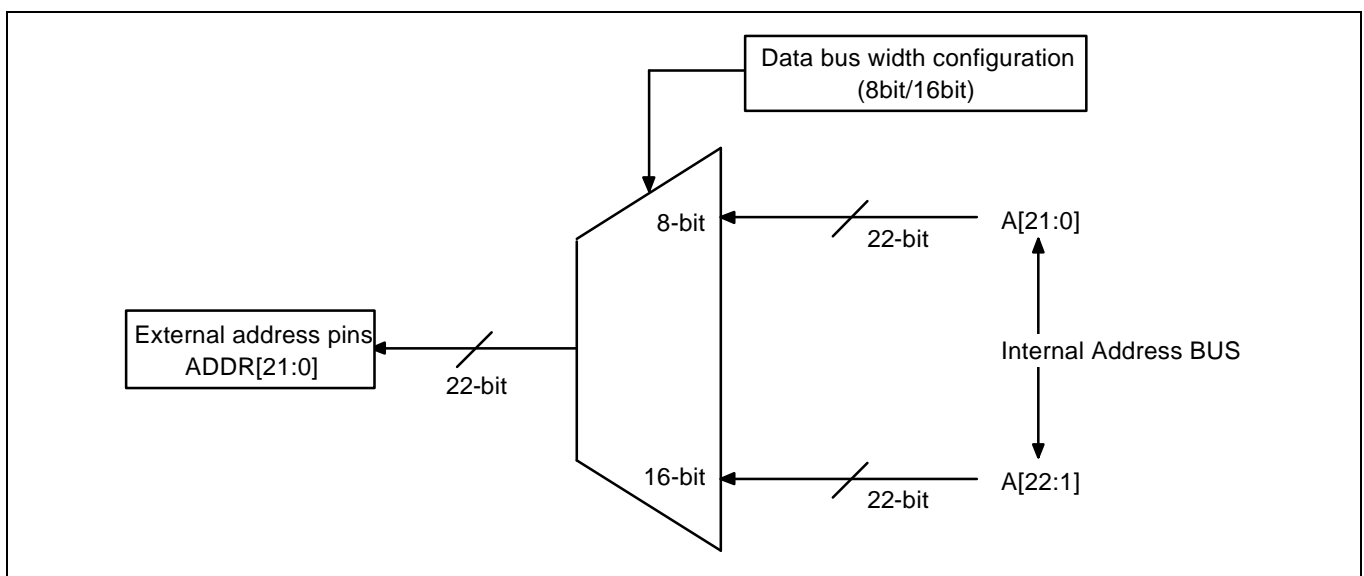 Data bus width configuration
(8bit/16bit)
8-bit
22-bit
A[21:0]
External address pins
ADDR[21:0]
22-bit
Internal Address BUS
16-bit
22-bit
A[22:1]